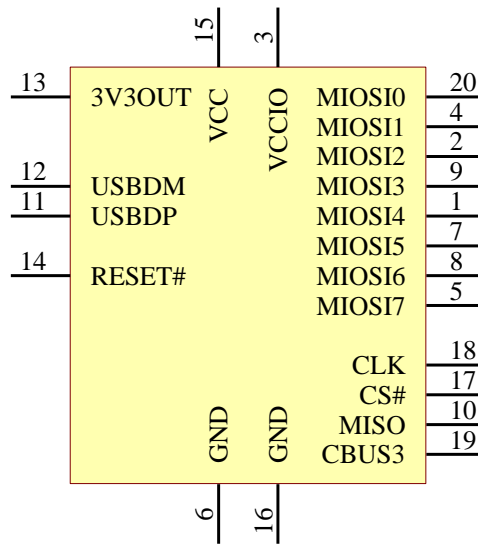 15 3
13 3V3OUT VCC VCCIO MIOSI0 20
MIOSI1 4
MIOSI2 2
12 USBDM MIOSI3 9
11 USBDP MIOSI4 1
MIOSI5 7
14 RESET# MIOSI6 8
MIOSI7 5
CLK 18
CS# 17
GND GND MISO 10
CBUS3 19
6 16